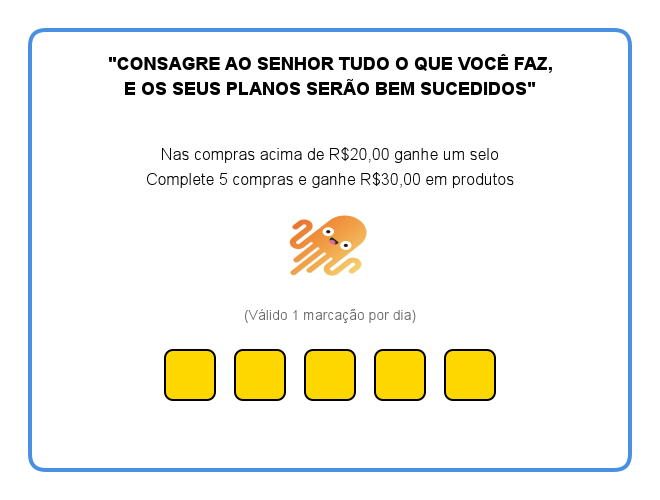 "CONSAGRE AO SENHOR TUDO O QUE VOCÊ FAZ,
E OS SEUS PLANOS SERÃO BEM SUCEDIDOS"
Nas compras acima de R$20,00 ganhe um selo
Complete 5 compras e ganhe R$30,00 em produtos
(Válido 1 marcação por dia)